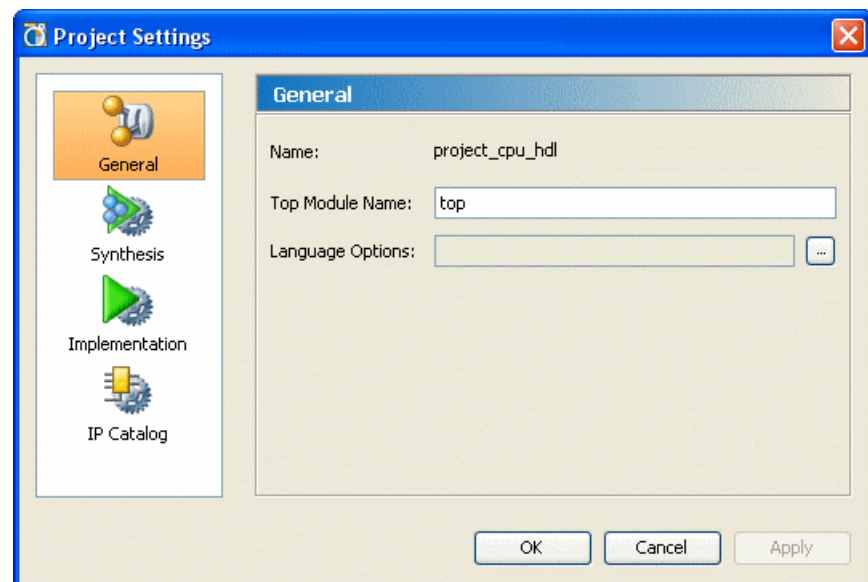 Project Settings
General
Synthesis
Implementation
IP Catalog
General
Name: project_cpu_hdl
Top Module Name: top
Language Options: ...
OK Cancel Apply